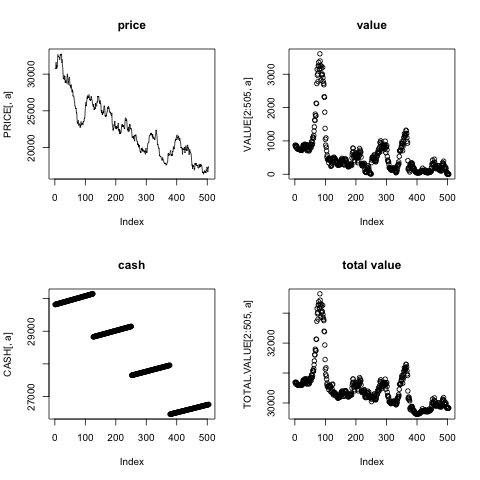 price
PRICE[, a]
20000 25000 30000
0 100 200 300 400 500
Index
value
VALUE[2:505, a]
0 1000 2000 3000
0 100 200 300 400 500
Index
cash
CASH[, a]
27000 29000
0 100 200 300 400 500
Index
total value
TOTAL.VALUE[2:505, a]
30000 32000
0 100 200 300 400 500
Index